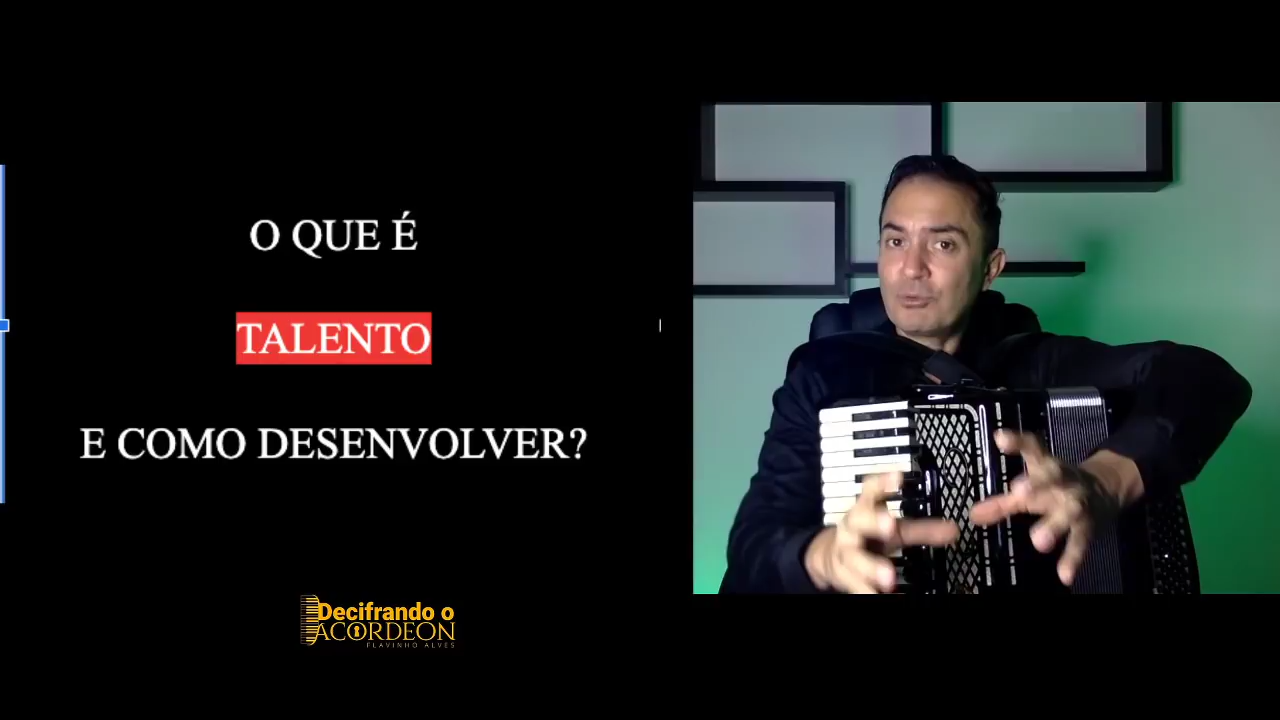 O QUE É
TALENTO
E COMO DESENVOLVER?
Decifrando o
ACORDEON
FLAVINHO ALVES